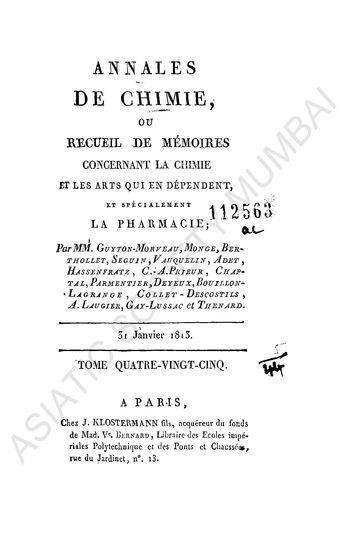 ANNALES
DE CHIMIE,
OU
RECUEIL DE MÉMOIRES
CONCERNANT LA CHIMIE
ET LES ARTS QUI EN DÉPENDENT,
ET SPÉCIALEMENT
LA PHARMACIE;
112563
ac
Par MM. GUYTON-MORVEAU, MONGE, BER-
THOLLET, SEGUIN, VAUQUELIN, ADET,
HASSENFRATZ, C.-A. PRIEUR, CHAP-
TAL, PARMENTIER, DEYEUX, BOUILLON-
LAGRANGE, COLLET-DESCOSTILS,
A. LAUGIER, GAY-LUSSAC et THENARD.
31 Janvier 1813.
TOME QUATRE-VINGT-CINQ.
A PARIS,
Chez J. KLOSTERMANN fils, acquéreur du fonds
de Mad. Ve. BERNARD, Libraire des Ecoles impé-
riales Polytechnique et des Ponts et Chaussées,
rue du Jardinet, n°. 13.
ASIATIC SOCIETY MUMBAI